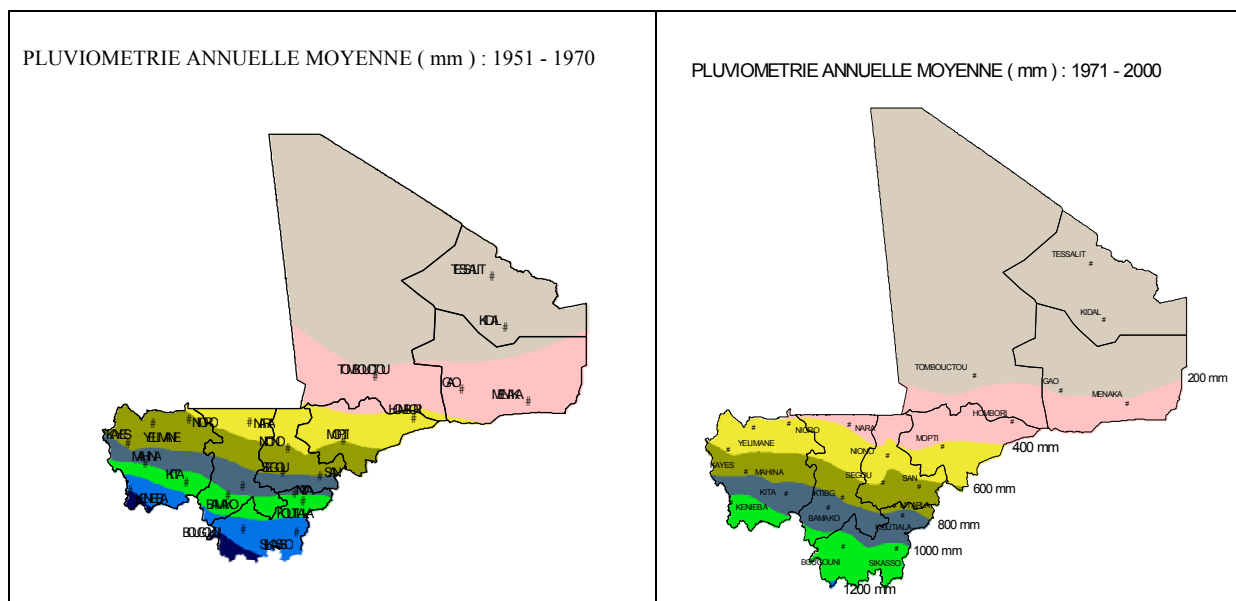 PLUVIOMETRIE ANNUELLE MOYENNE ( mm ) : 1951 - 1970
TESSALIT
KIDAL
TOMBOUCTOU
GAO
MENAKA
HOMBORI
NIORO
NARA
KAYES
YELIMANE
NIONO
MOPTI
MAHINA
SEGOU
SAN
KITA
KENIEBA
BAMAKO
KOUTIALA
BOUGOUNI
SIKASSO
PLUVIOMETRIE ANNUELLE MOYENNE ( mm ) : 1971 - 2000
TESSALIT
KIDAL
TOMBOUCTOU
GAO
200 mm
MENAKA
HOMBORI
NIORO
NARA
YELIMANE
MOPTI
400 mm
NIONO
KAYES
MAHINA
SEGOU
SAN
600 mm
KITA
KTIBG
KENIEBA
BAMAKO
KOUTIALA
800 mm
1000 mm
BOUGOUNI
SIKASSO
1200 mm